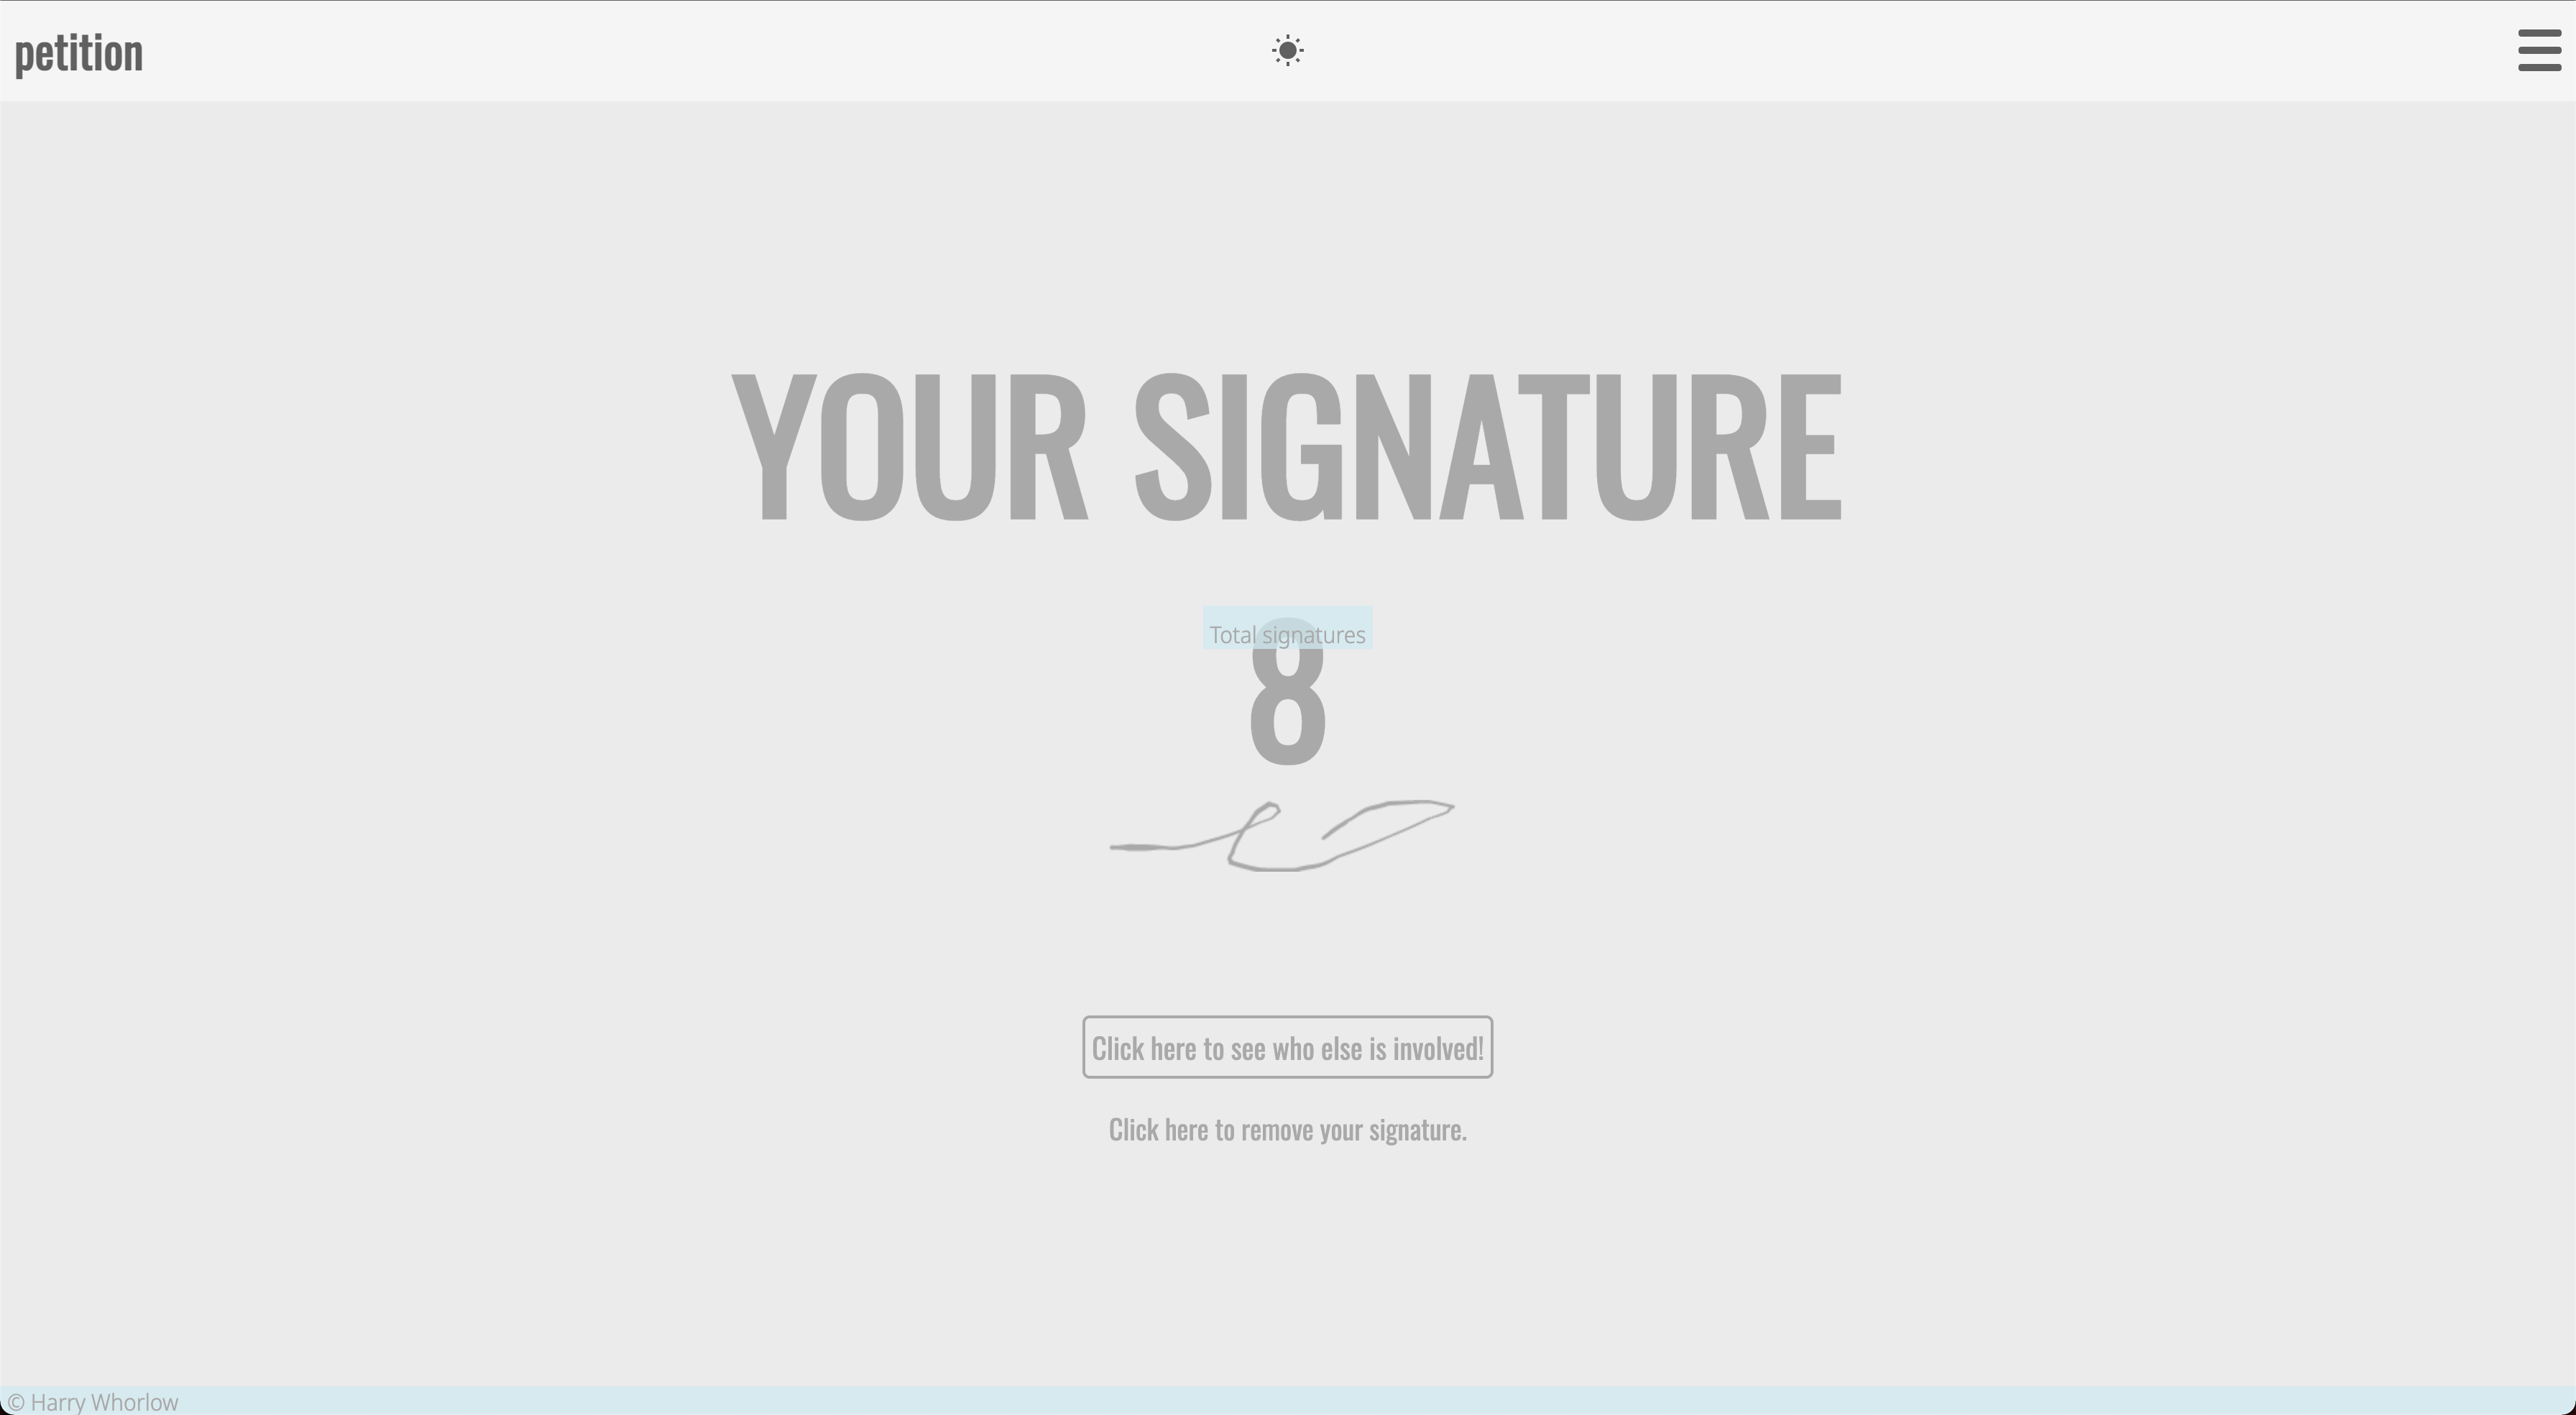 petition
YOUR SIGNATURE
Total signatures
8
Click here to see who else is involved!
Click here to remove your signature.
© Harry Whorlow